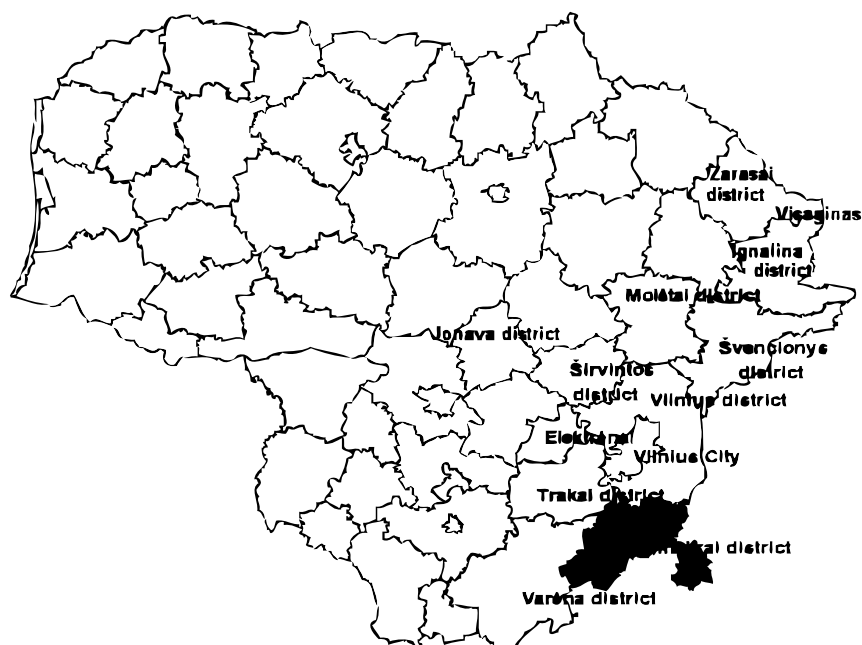 Zarasai
district
Visaginas
Ignalina
district
Molėtai district
Jonava district
Švenčionys
district
Širvintos
district
Vilnius district
Elektrėnai
Vilnius City
Trakai district
district
Varėna district